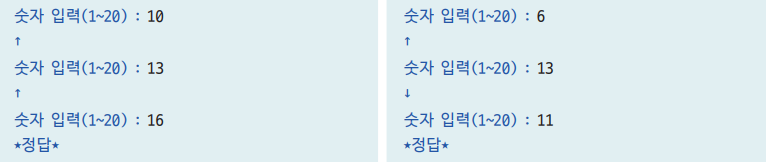 숫자 입력(1~20) : 10
↑
숫자 입력(1~20) : 13
↑
숫자 입력(1~20) : 16
★정답★
숫자 입력(1~20) : 6
↑
숫자 입력(1~20) : 13
↓
숫자 입력(1~20) : 11
★정답★